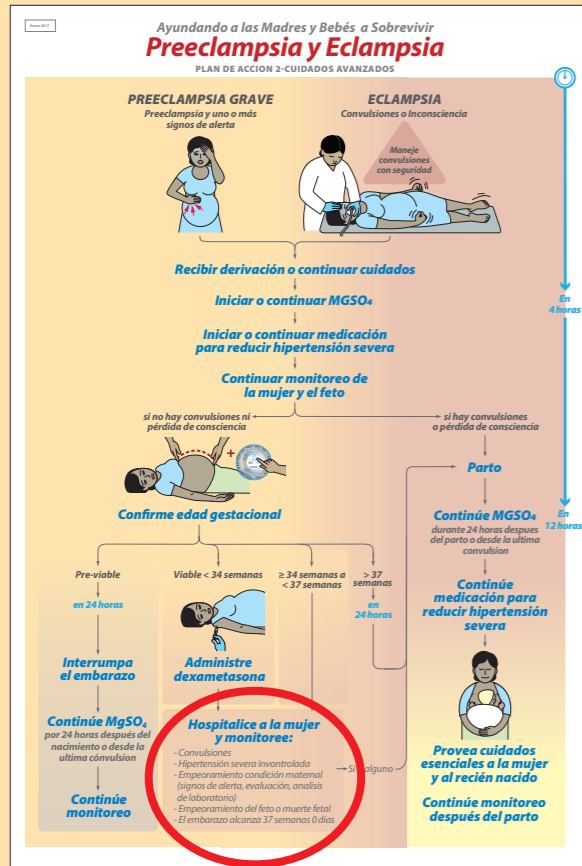 Enero 2017
Ayudando a las Madres y Bebés a Sobrevivir
Preeclampsia y Eclampsia
PLAN DE ACCION 2-CUIDADOS AVANZADOS
PREECLAMPSIA GRAVE
Preeclampsia y uno o más
signos de alerta
ECLAMPSIA
Convulsiones o Inconsciencia
Maneje
convulsiones
con seguridad
Recibir derivación o continuar cuidados
Iniciar o continuar MGSO₄
Iniciar o continuar medicación
para reducir hipertensión severa
Continuar monitoreo de
la mujer y el feto
En
4 horas
si no hay convulsiones ni
pérdida de consciencia
si hay convulsiones
o pérdida de consciencia
+
Confirme edad gestacional
Pre-viable
en 24 horas
Interrumpa
el embarazo
Continúe MgSO₄
por 24 horas después del
nacimiento o desde la
ultima cónvulsion
Continúe
monitoreo
Viable < 34 semanas
Administre
dexametasona
≥ 34 semanas a
< 37 semanas
> 37
semanas
en
24 horas
Hospitalice a la mujer
y monitoree:
- Convulsiones
- Hipertensión severa invontrolada
- Empeoramiento condición maternal
(signos de alerta, evaluación, analisis
de laboratorio)
- Empeoramiento del feto o muerte fetal
- El embarazo alcanza 37 semanas 0 dias
Si alguno
Parto
Continúe MGSO₄
durante 24 horas despues
del parto o desde la ultima
convulsion
En
12 horas
Continúe
medicación para
reducir hipertensión
severa
Provea cuidados
esenciales a la mujer
y al recién nacido
Continúe monitoreo
después del parto